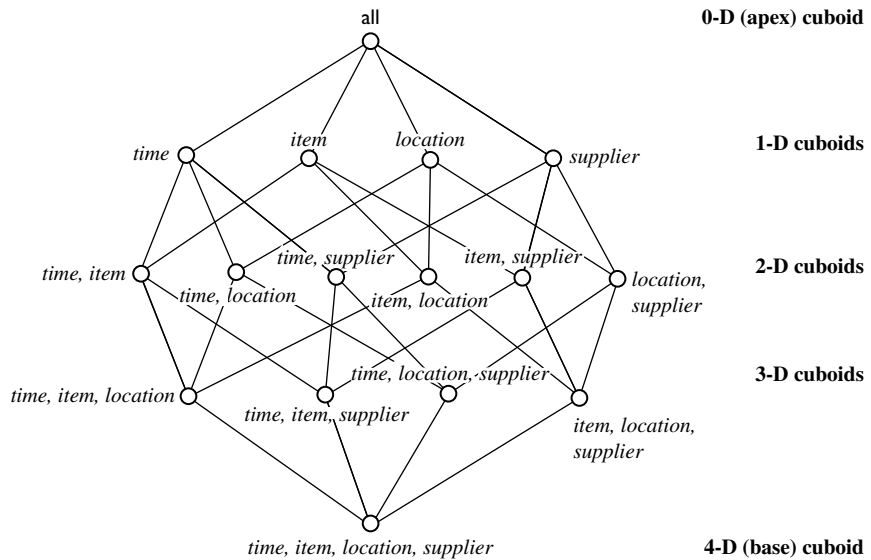 all
0-D (apex) cuboid
time
item
location
supplier
1-D cuboids
time, item
time, location
time, supplier
item, location
item, supplier
location,
supplier
2-D cuboids
time, item, location
time, item, supplier
time, location, supplier
item, location,
supplier
3-D cuboids
time, item, location, supplier
4-D (base) cuboid